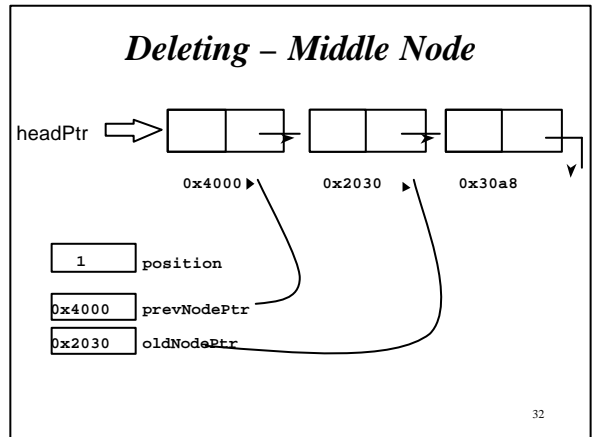 Deleting – Middle Node
headPtr
0x4000 0x2030 0x30a8
1 position
0x4000 prevNodePtr
0x2030 oldNodePtr
32